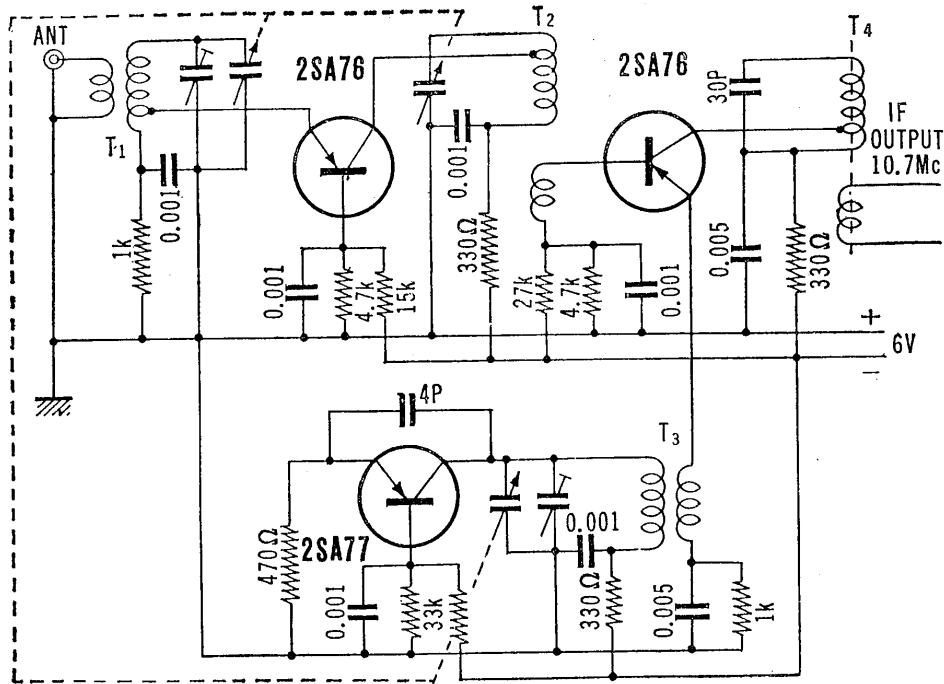 ANT
T1
0.001
1k
2SA76
0.001
4.7k
15k
T2
0.001
330Ω
2SA76
27k
4.7k
0.001
T4
30P
IF
OUTPUT
10.7Mc
0.005
330Ω
+
6V
−
4P
2SA77
470Ω
0.001
33k
T3
0.001
330Ω
0.005
1k